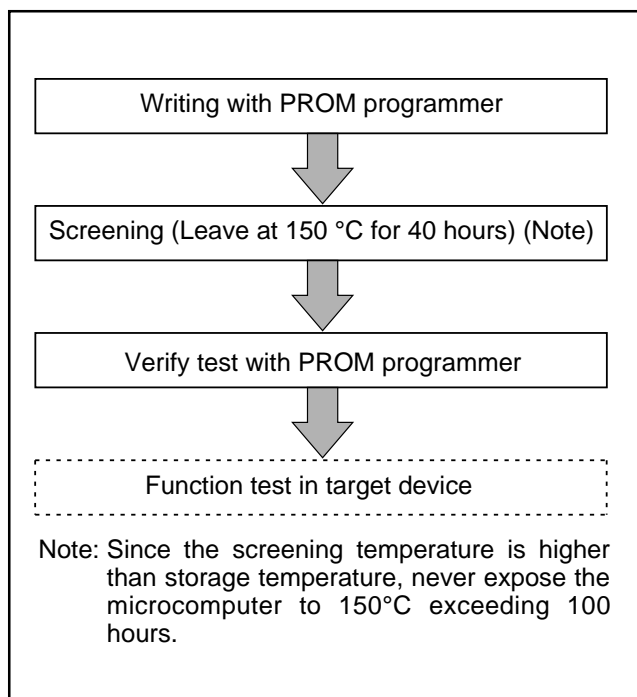 Writing with PROM programmer
Screening (Leave at 150 °C for 40 hours) (Note)
Verify test with PROM programmer
Function test in target device
Note: Since the screening temperature is higher
than storage temperature, never expose the
microcomputer to 150°C exceeding 100
hours.